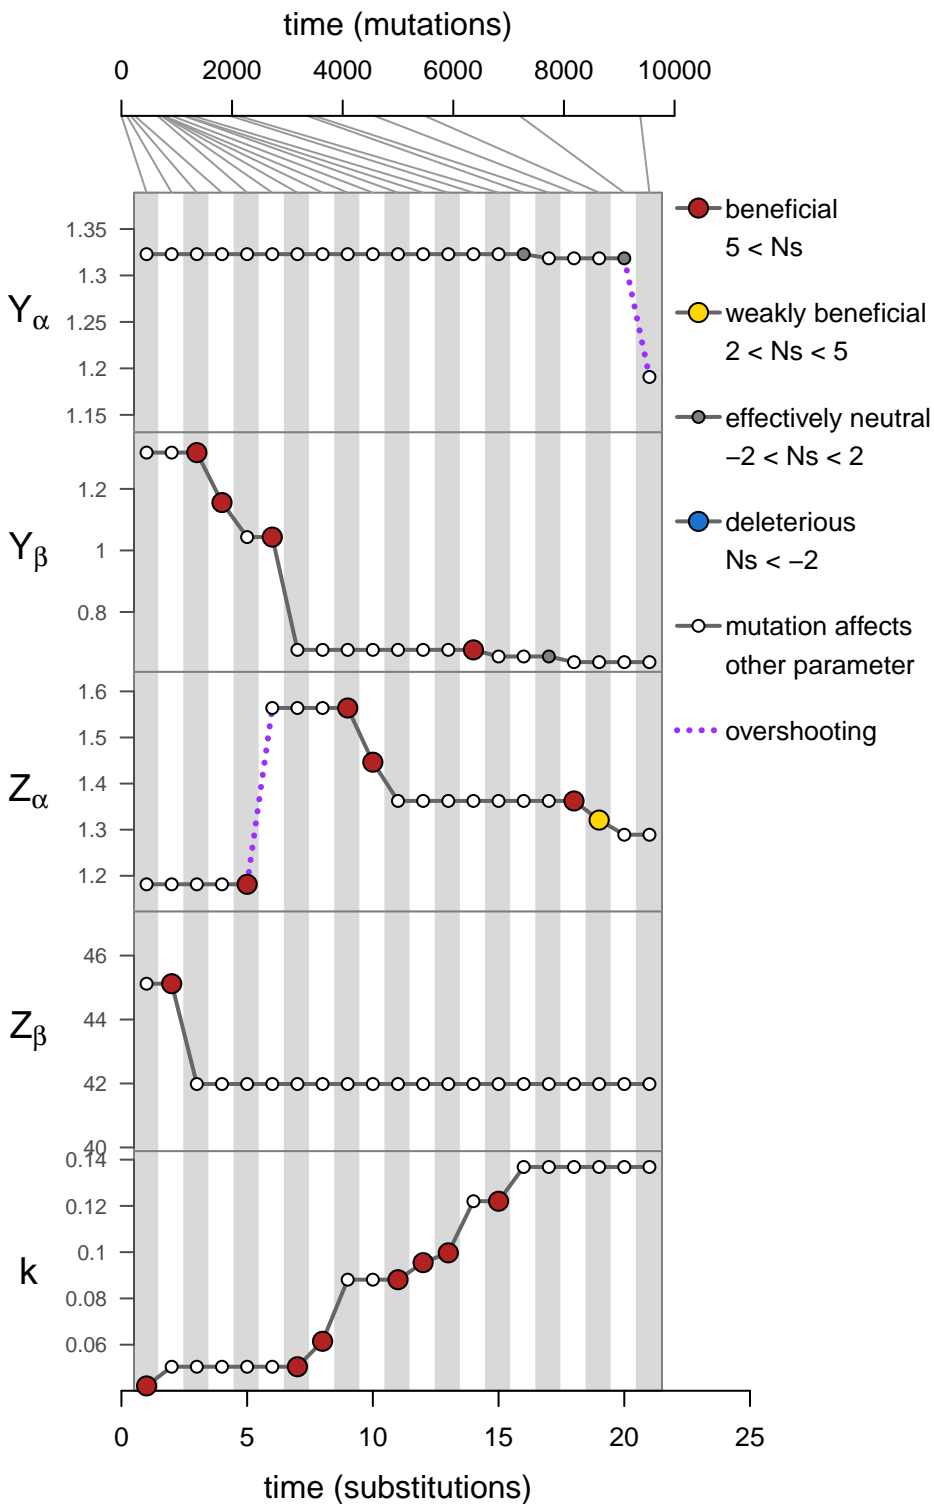 time (mutations)
0 2000 4000 6000 8000 10000
1.35
1.3
1.25
1.2
1.15
Yα
1.2
1
0.8
Yβ
1.6
1.5
1.4
1.3
1.2
Zα
46
44
42
40
Zβ
0.14
0.12
0.1
0.08
0.06
k
0 5 10 15 20 25
time (substitutions)
beneficial
5 < Ns
weakly beneficial
2 < Ns < 5
effectively neutral
−2 < Ns < 2
deleterious
Ns < −2
mutation affects
other parameter
overshooting